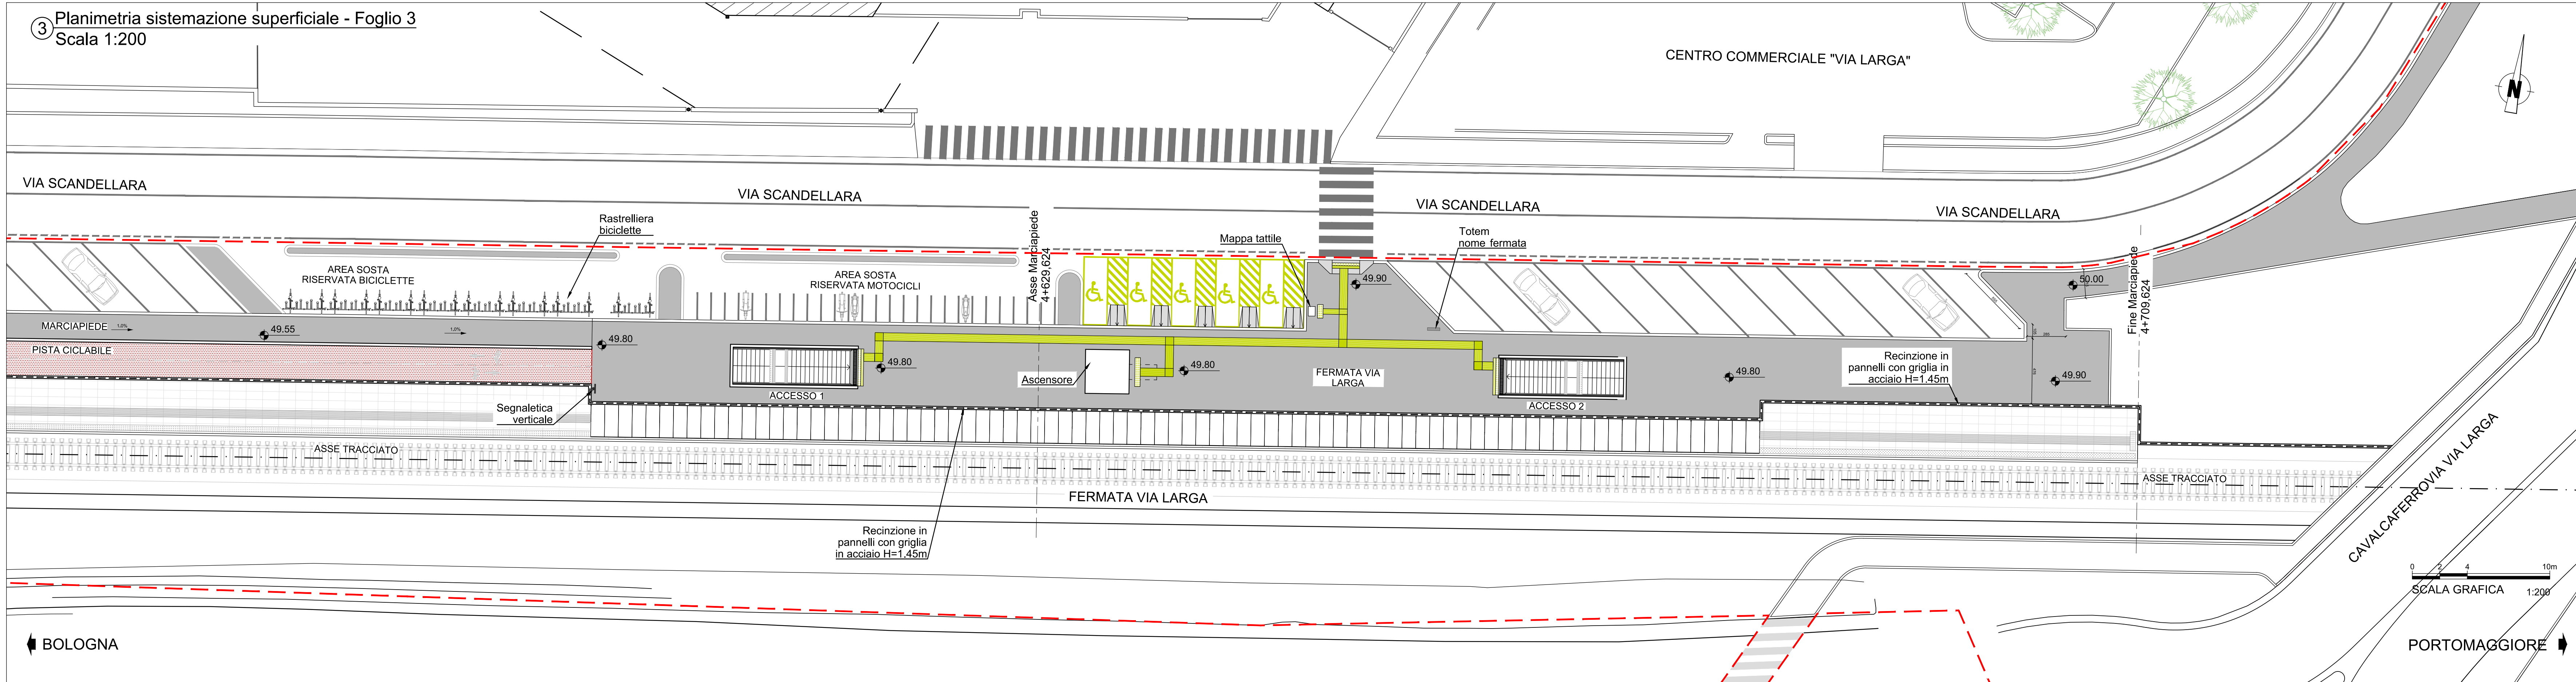 3
Planimetria sistemazione superficiale - Foglio 3
Scala 1:200
CENTRO COMMERCIALE "VIA LARGA"
N
VIA SCANDELLARA
VIA SCANDELLARA
VIA SCANDELLARA
VIA SCANDELLARA
Rastrelliera
biciclette
Asse Marciapiede
4+629,624
Mappa tattile
Totem
nome fermata
Fine Marciapiede
4+709,624
AREA SOSTA
RISERVATA BICICLETTE
AREA SOSTA
RISERVATA MOTOCICLI
49.90
50.00
MARCIAPIEDE
1,0%
49.55
1,0%
49.80
PISTA CICLABILE
49.80
Ascensore
49.80
FERMATA VIA
LARGA
49.80
Recinzione in
pannelli con griglia in
acciaio H=1.45m
49.90
ACCESSO 1
ACCESSO 2
Segnaletica
verticale
ASSE TRACCIATO
FERMATA VIA LARGA
ASSE TRACCIATO
CAVALCAFERROVIA VIA LARGA
Recinzione in
pannelli con griglia
in acciaio H=1.45m
0 2 4 10m
SCALA GRAFICA 1:200
BOLOGNA
PORTOMAGGIORE